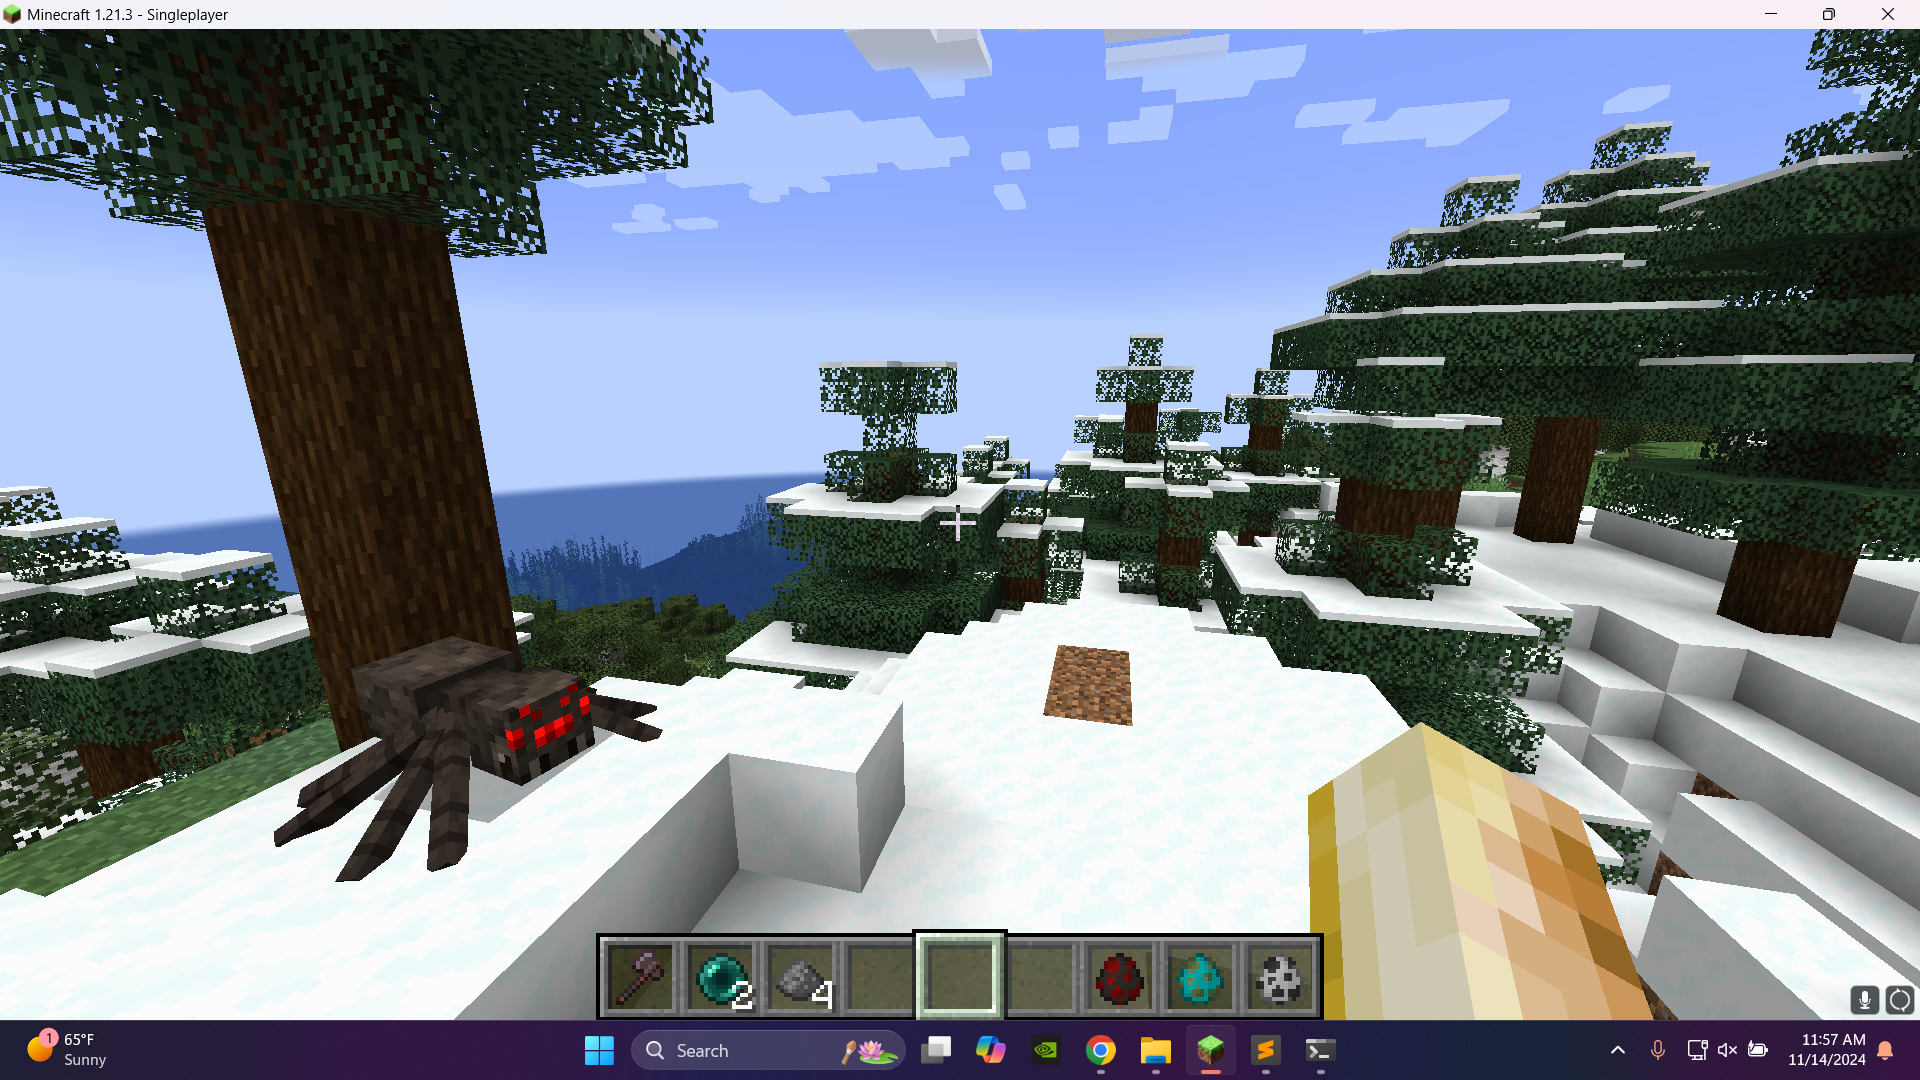 Minecraft 1.21.3 - Singleplayer
2
4
1
65°F
Sunny
Search
11:57 AM
11/14/2024